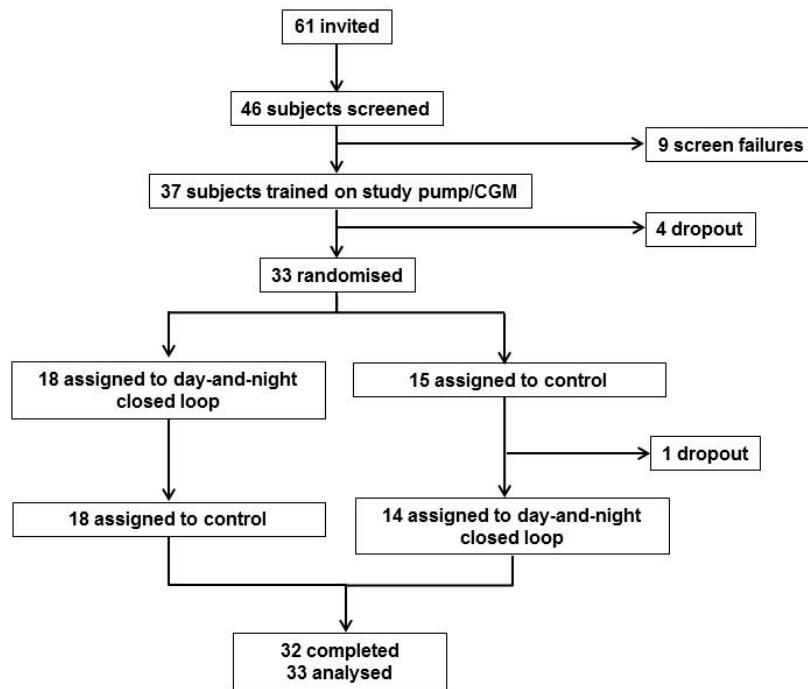 61 invited
46 subjects screened
9 screen failures
37 subjects trained on study pump/CGM
4 dropout
33 randomised
18 assigned to day-and-night
closed loop
15 assigned to control
1 dropout
18 assigned to control
14 assigned to day-and-night
closed loop
32 completed
33 analysed